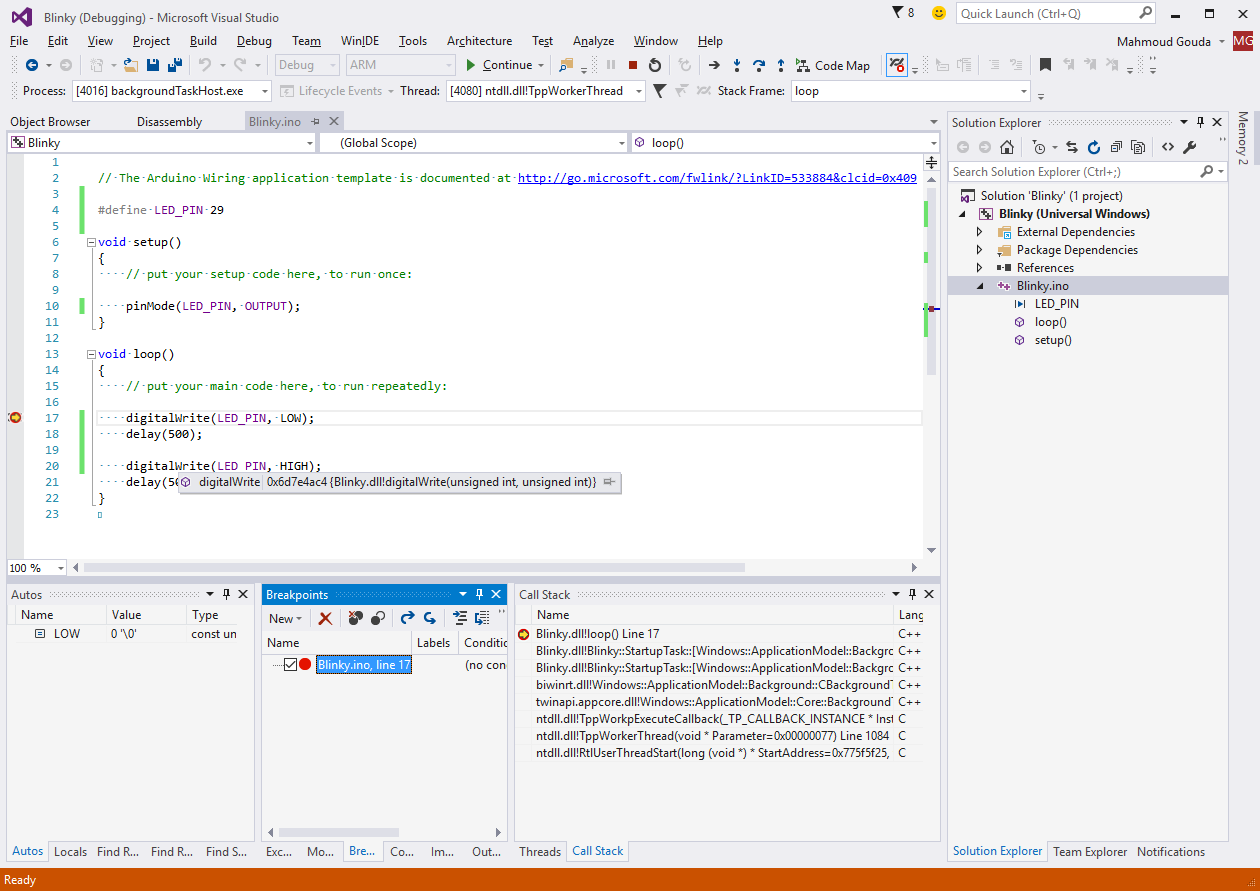 Blinky (Debugging) - Microsoft Visual Studio
8
Quick Launch (Ctrl+Q)
File Edit View Project Build Debug Team WinIDE Tools Architecture Test Analyze Window Help
Mahmoud Gouda MG
Debug ARM Continue Code Map
Process: [4016] backgroundTaskHost.exe Lifecycle Events Thread: [4080] ntdll.dll!TppWorkerThread Stack Frame: loop
Object Browser Disassembly Blinky.ino
Blinky (Global Scope) loop()
1
2 // The Arduino Wiring application template is documented at http://go.microsoft.com/fwlink/?LinkID=533884&clcid=0x409
3
4 #define LED_PIN 29
5
6 void setup()
7 {
8 // put your setup code here, to run once:
9
10 pinMode(LED_PIN, OUTPUT);
11 }
12
13 void loop()
14 {
15 // put your main code here, to run repeatedly:
16
17 digitalWrite(LED_PIN, LOW);
18 delay(500);
19
20 digitalWrite(LED_PIN, HIGH);
21 delay(50
digitalWrite 0x6d7e4ac4 {Blinky.dll!digitalWrite(unsigned int, unsigned int)}
22 }
23
100 %
Solution Explorer
Search Solution Explorer (Ctrl+;)
Solution 'Blinky' (1 project)
Blinky (Universal Windows)
External Dependencies
Package Dependencies
References
Blinky.ino
LED_PIN
loop()
setup()
Memory 2
Autos
Name Value Type
LOW 0 '\0' const un
Breakpoints
New
Name Labels Conditio
Blinky.ino, line 17 (no con
Call Stack
Name Lang
Blinky.dll!loop() Line 17 C++
Blinky.dll!Blinky::StartupTask::[Windows::ApplicationModel::Backgro C++
Blinky.dll!Blinky::StartupTask::[Windows::ApplicationModel::Backgro C++
biwinrt.dll!Windows::ApplicationModel::Background::CBackgroundT C++
twinapi.appcore.dll!Windows::ApplicationModel::Core::BackgroundT C++
ntdll.dll!TppWorkpExecuteCallback(_TP_CALLBACK_INSTANCE * Inst C
ntdll.dll!TppWorkerThread(void * Parameter=0x00000077) Line 1084 C
ntdll.dll!RtlUserThreadStart(long (void *) * StartAddress=0x775f5f25, C
Autos Locals Find R... Find R... Find S...
Exc... Mo... Bre... Co... Im... Out...
Threads Call Stack
Solution Explorer Team Explorer Notifications
Ready